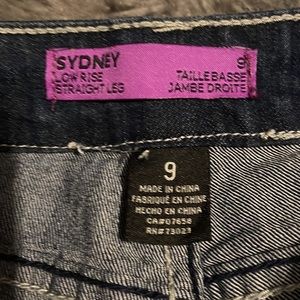 SYDNEY 9
LOW RISE TAILLE BASSE
STRAIGHT LEG JAMBE DROITE
9
MADE IN CHINA
FABRIQUÉ EN CHINE
HECHO EN CHINA
CA#07658
RN#73023